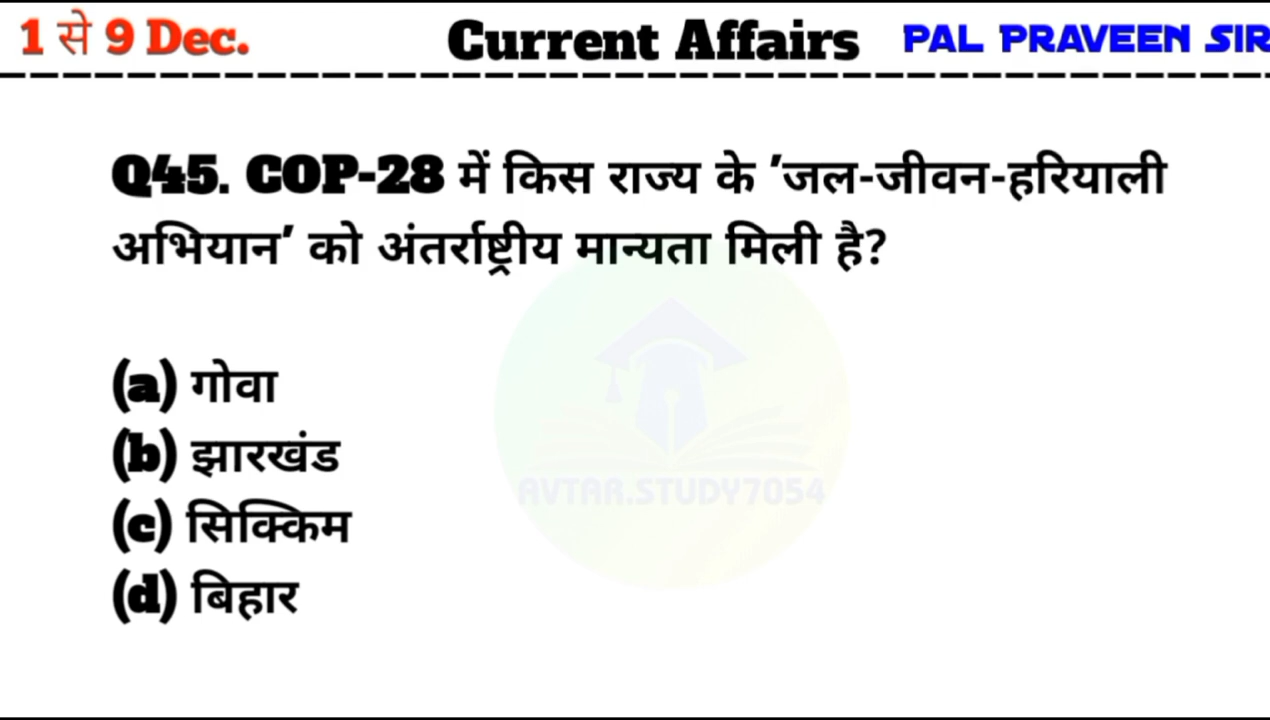 1 से 9 Dec. Current Affairs PAL PRAVEEN SIR
Q45. COP-28 में किस राज्य के 'जल-जीवन-हरियाली
अभियान' को अंतर्राष्ट्रीय मान्यता मिली है?
(a) गोवा
(b) झारखंड
(c) सिक्किम
(d) बिहार
AVTAR.STUDY7054